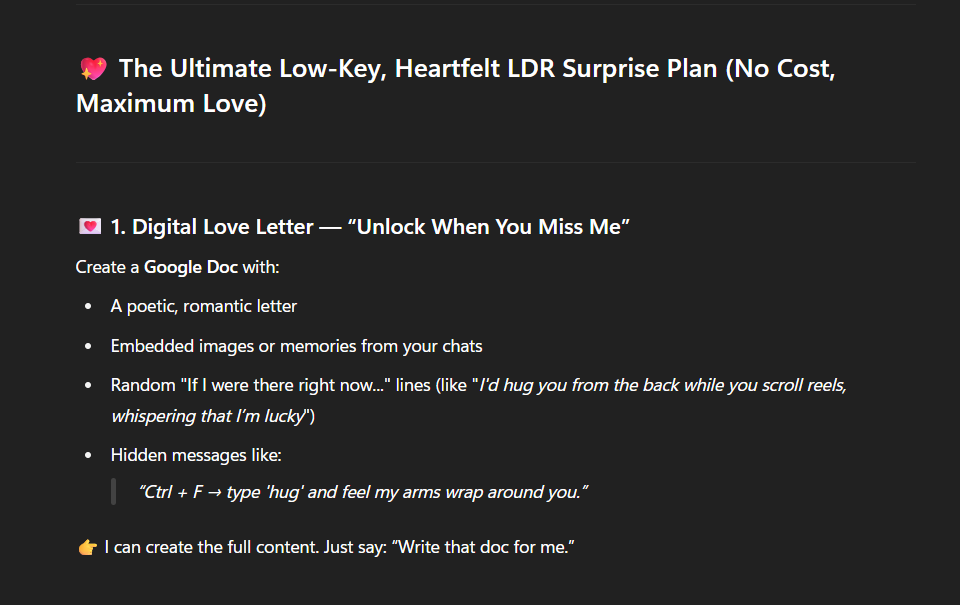 💖 The Ultimate Low-Key, Heartfelt LDR Surprise Plan (No Cost,
Maximum Love)
💌 1. Digital Love Letter — “Unlock When You Miss Me”
Create a Google Doc with:
• A poetic, romantic letter
• Embedded images or memories from your chats
• Random "If I were there right now..." lines (like "I'd hug you from the back while you scroll reels,
whispering that I’m lucky")
• Hidden messages like:
“Ctrl + F → type 'hug' and feel my arms wrap around you.”
👉 I can create the full content. Just say: “Write that doc for me.”